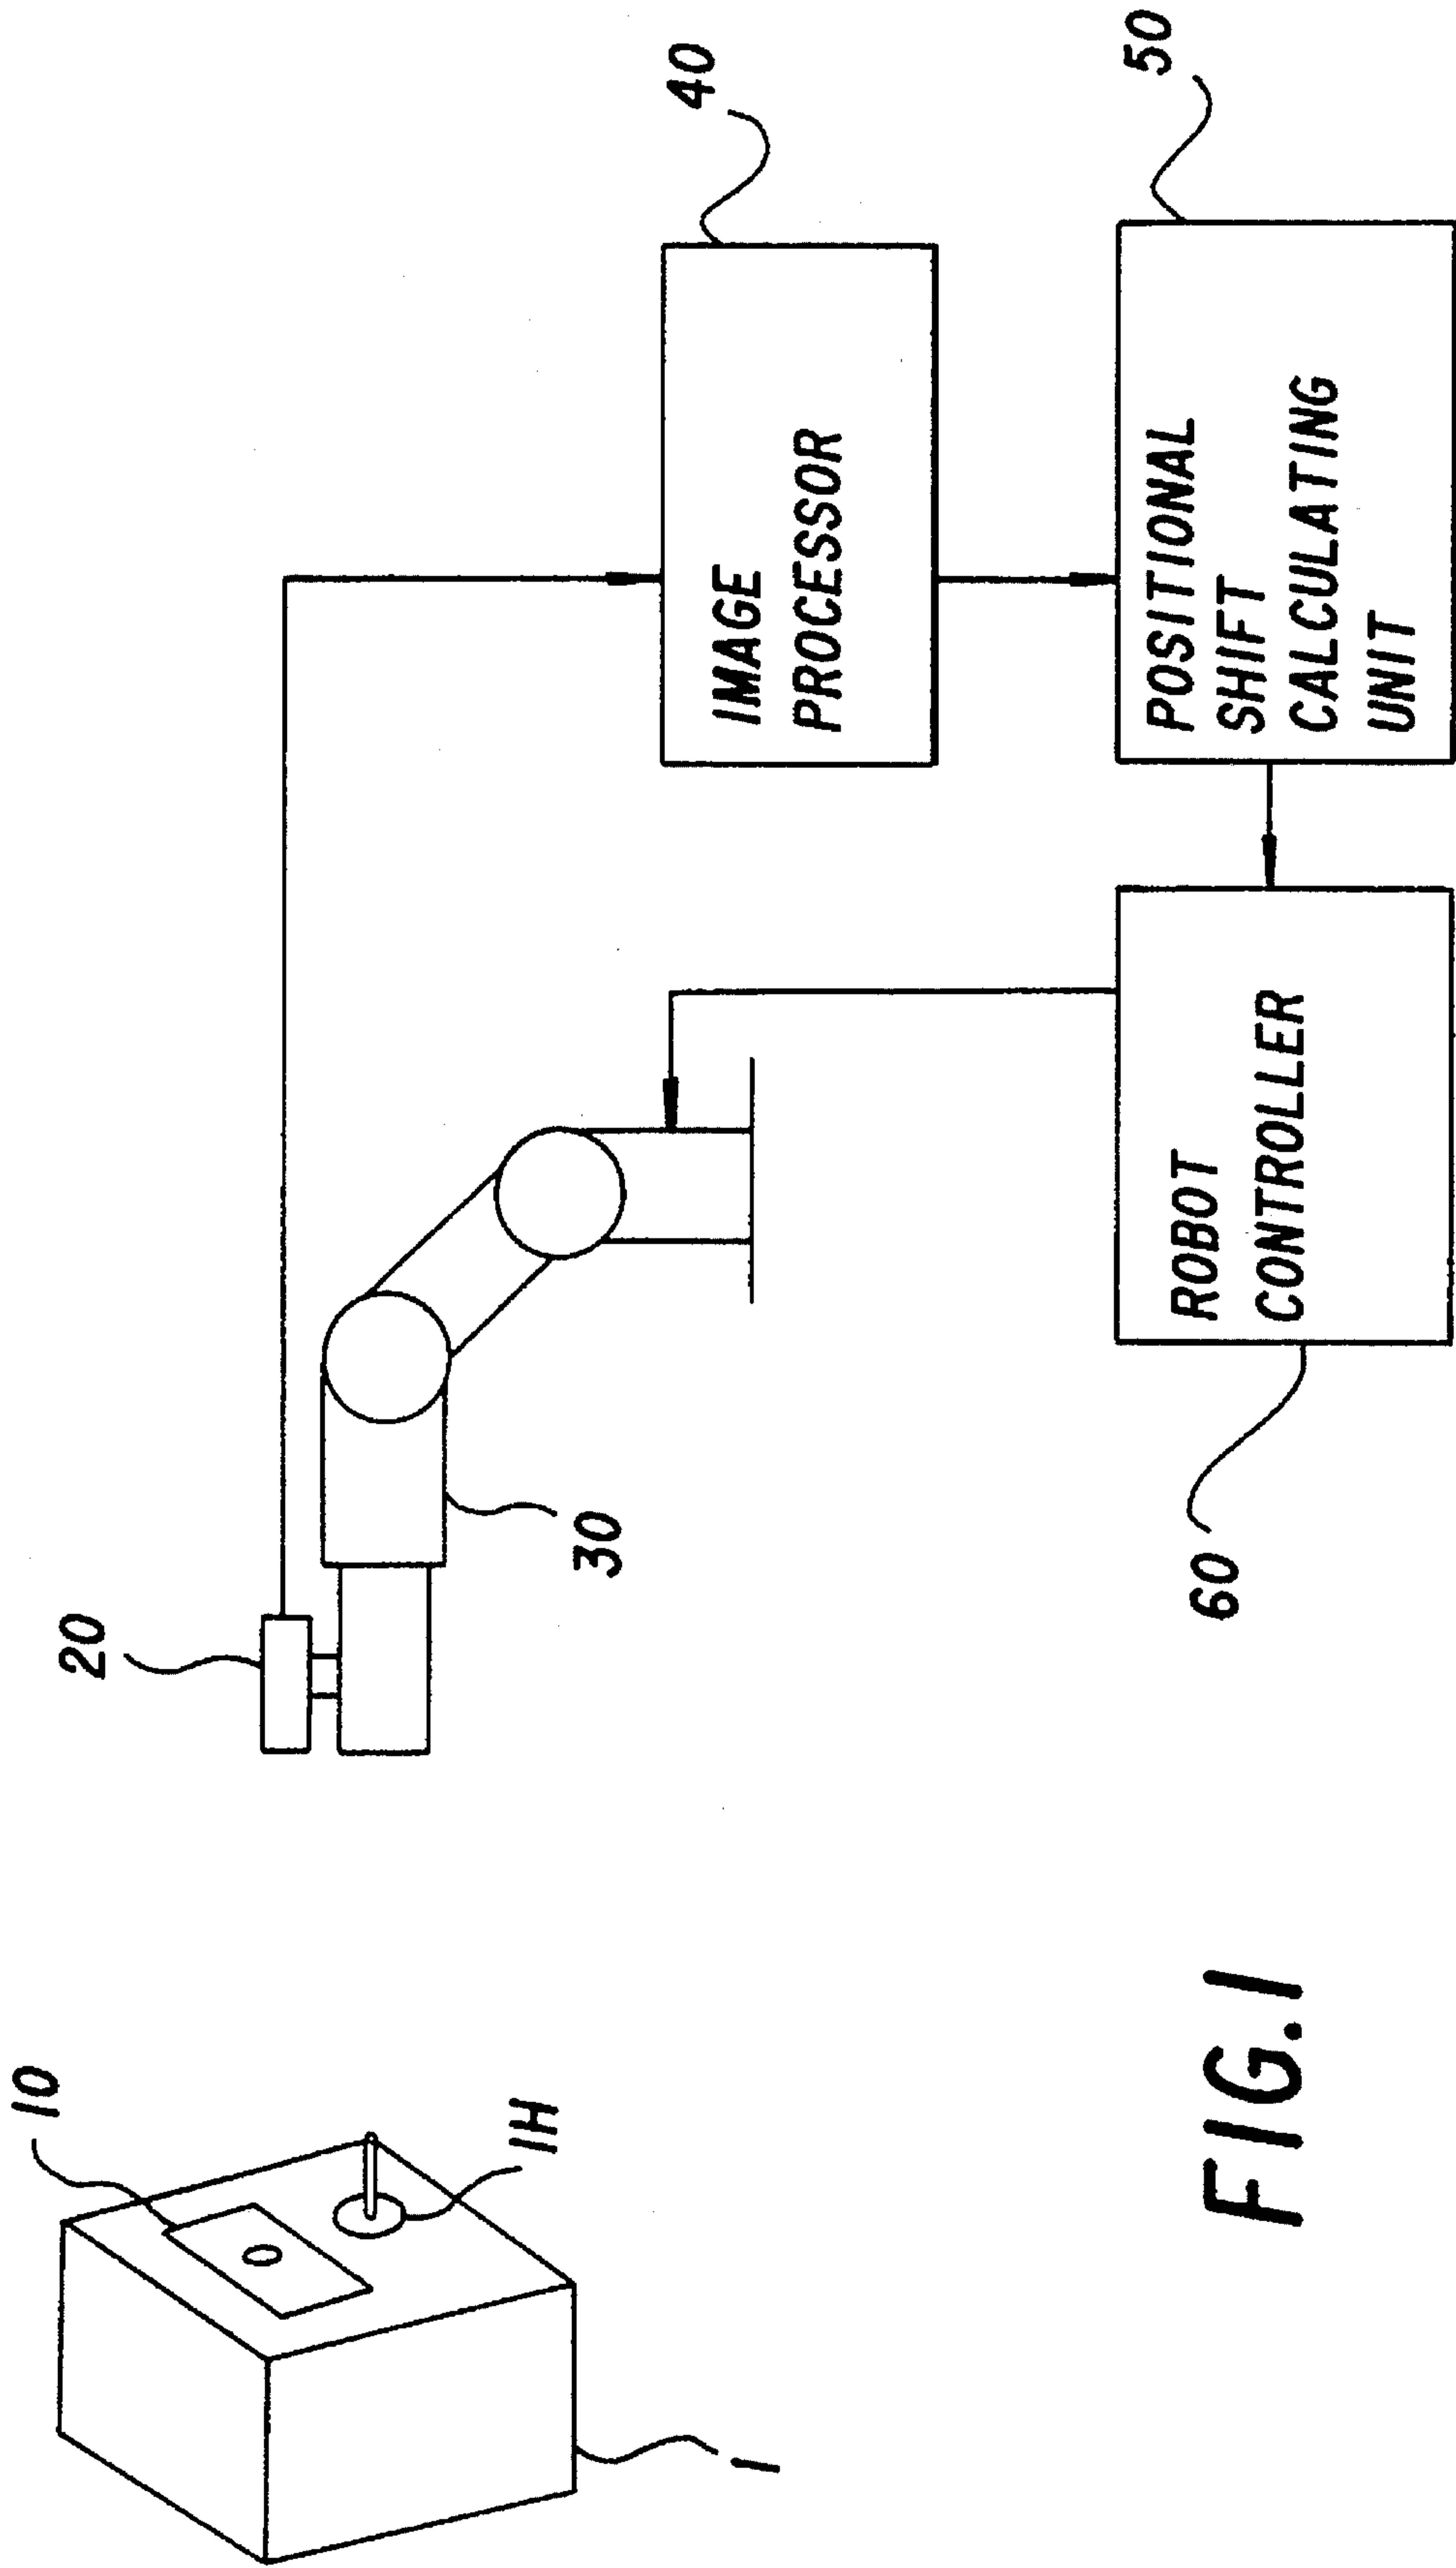 10
1H
1
20
30
IMAGE
PROCESSOR
40
POSITIONAL
SHIFT
CALCULATING
UNIT
50
ROBOT
CONTROLLER
60
FIG.1